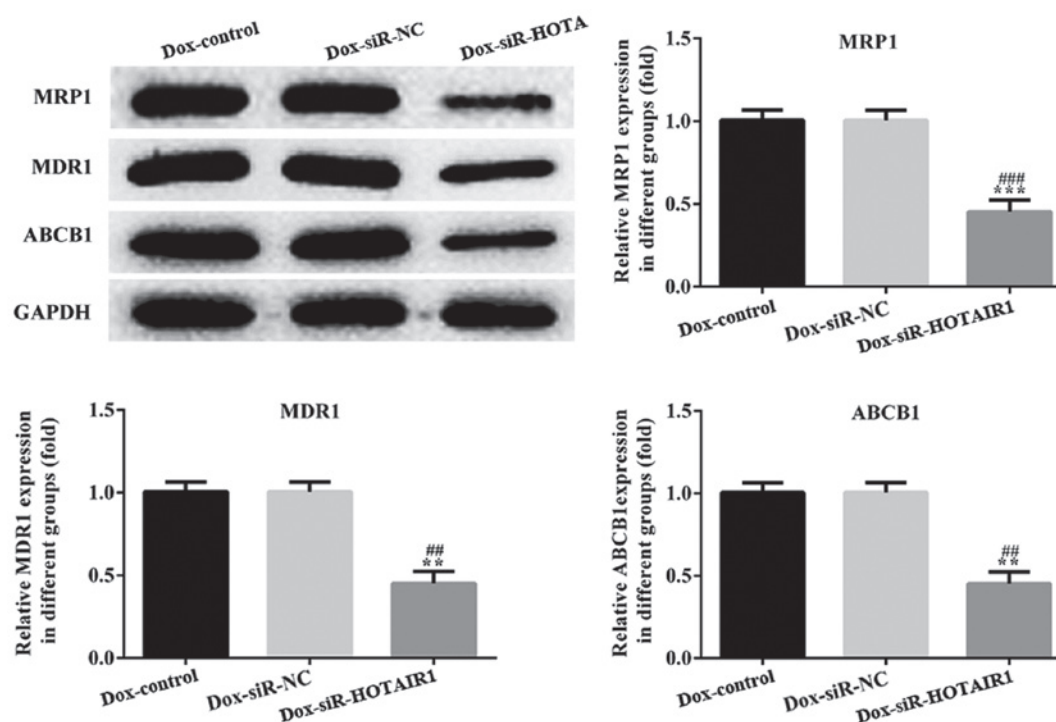 Dox-control
Dox-siR-NC
Dox-siR-HOTA
MRP1
MDR1
ABCB1
GAPDH
MRP1
Relative MRP1 expression
in different groups (fold)
1.5
1.0
0.5
0.0
###
***
Dox-control
Dox-siR-NC
Dox-siR-HOTAIR1
MDR1
Relative MDR1 expression
in different groups (fold)
1.5
1.0
0.5
0.0
##
**
Dox-control
Dox-siR-NC
Dox-siR-HOTAIR1
ABCB1
Relative ABCB1expression
in different groups (fold)
1.5
1.0
0.5
0.0
##
**
Dox-control
Dox-siR-NC
Dox-siR-HOTAIR1